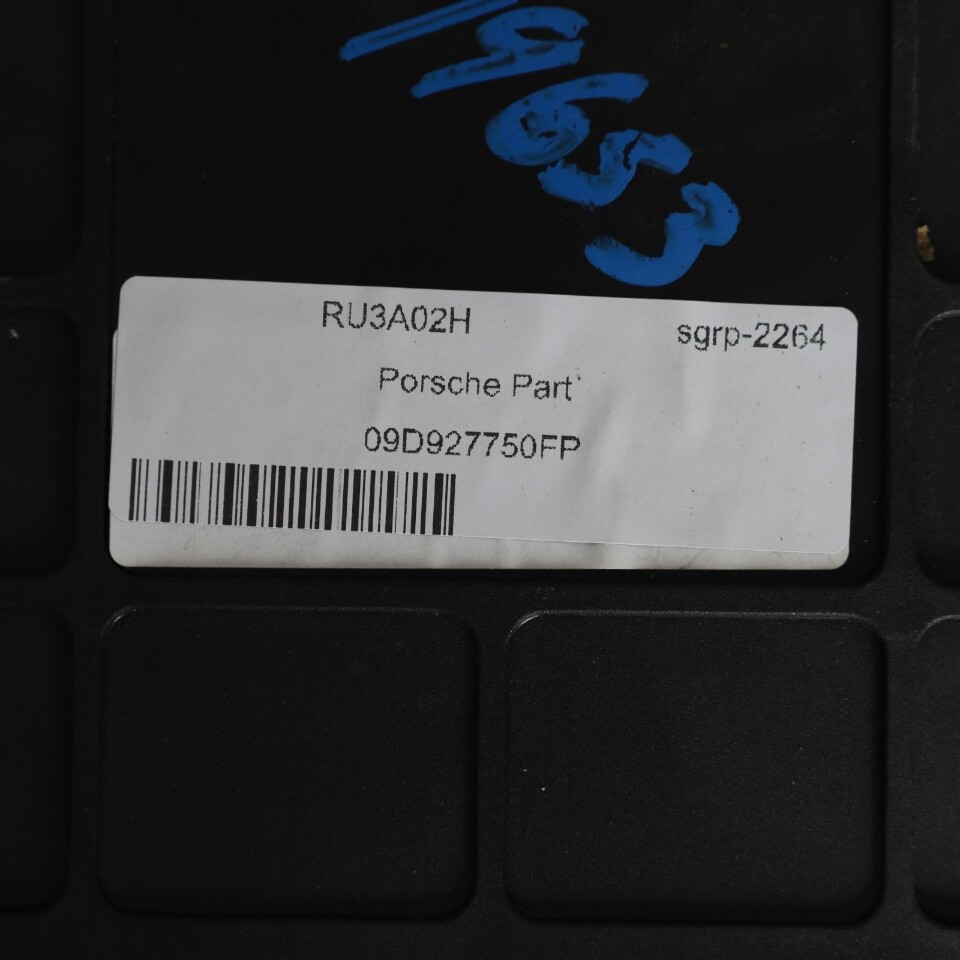 19653
RU3A02H
sgrp-2264
Porsche Part
09D927750FP